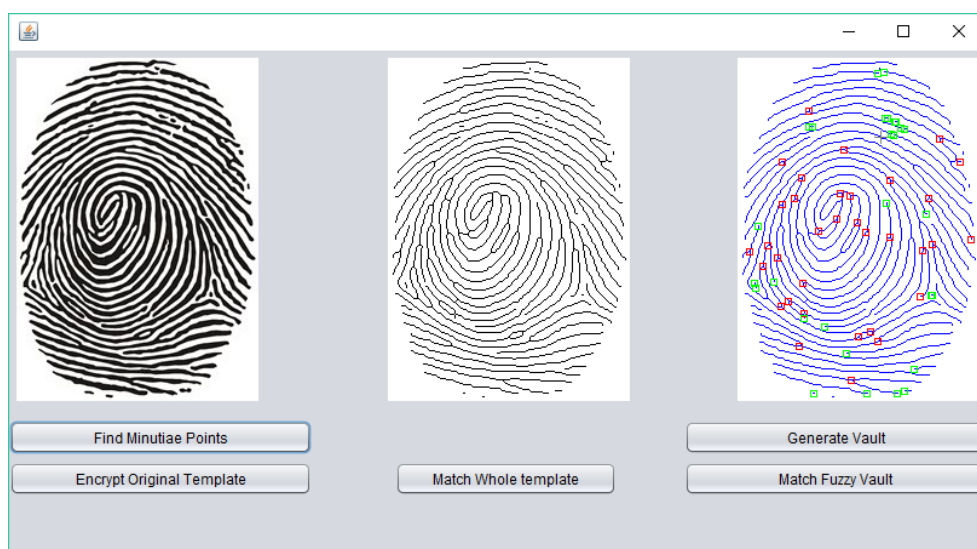 Find Minutiae Points
Generate Vault
Encrypt Original Template
Match Whole template
Match Fuzzy Vault